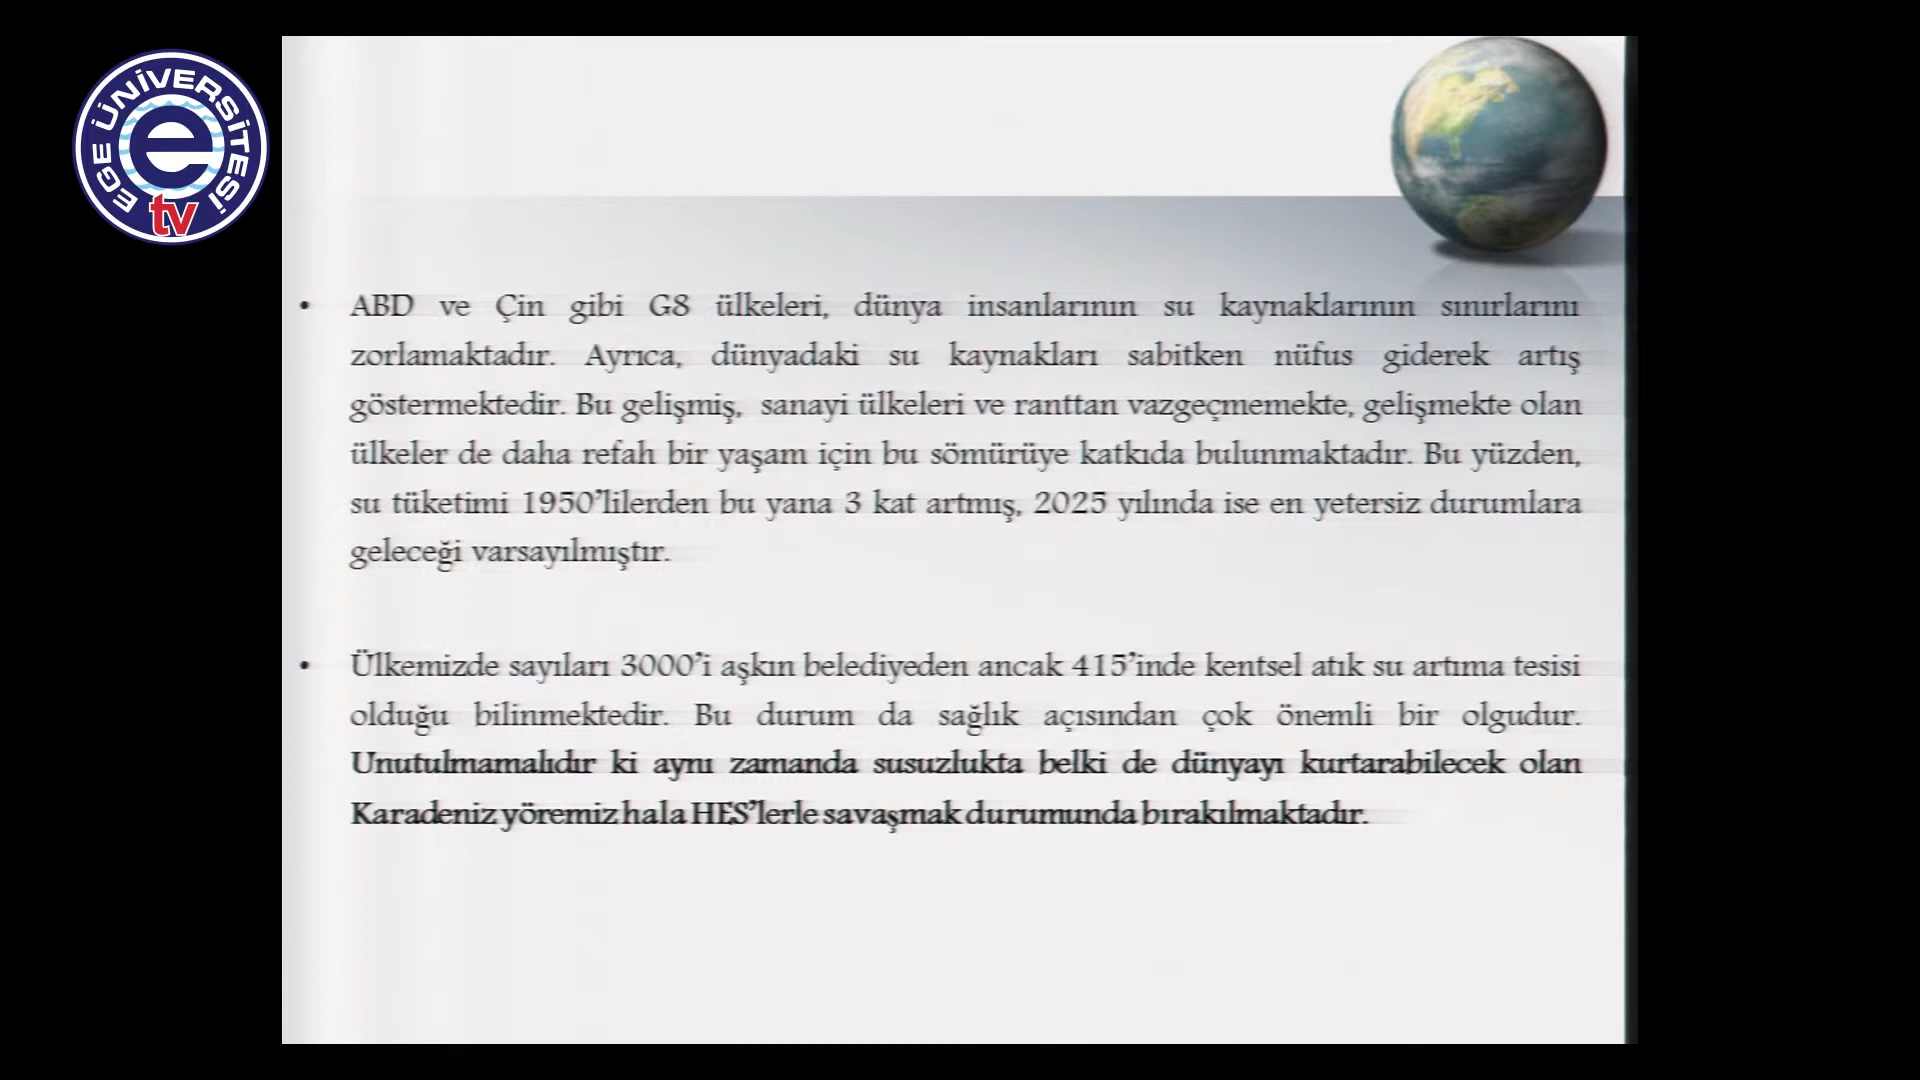 EGE ÜNİVERSİTESİ
e
tv
• ABD ve Çin gibi G8 ülkeleri, dünya insanlarının su kaynaklarının sınırlarını
zorlamaktadır. Ayrıca, dünyadaki su kaynakları sabitken nüfus giderek artış
göstermektedir. Bu gelişmiş, sanayi ülkeleri ve ranttan vazgeçmemekte, gelişmekte olan
ülkeler de daha refah bir yaşam için bu sömürüye katkıda bulunmaktadır. Bu yüzden,
su tüketimi 1950’lilerden bu yana 3 kat artmış, 2025 yılında ise en yetersiz durumlara
geleceği varsayılmıştır.
• Ülkemizde sayıları 3000’i aşkın belediyeden ancak 415’inde kentsel atık su artıma tesisi
olduğu bilinmektedir. Bu durum da sağlık açısından çok önemli bir olgudur.
Unutulmamalıdır ki aynı zamanda susuzlukta belki de dünyayı kurtarabilecek olan
Karadeniz yöremiz hala HES’lerle savaşmak durumunda bırakılmaktadır.